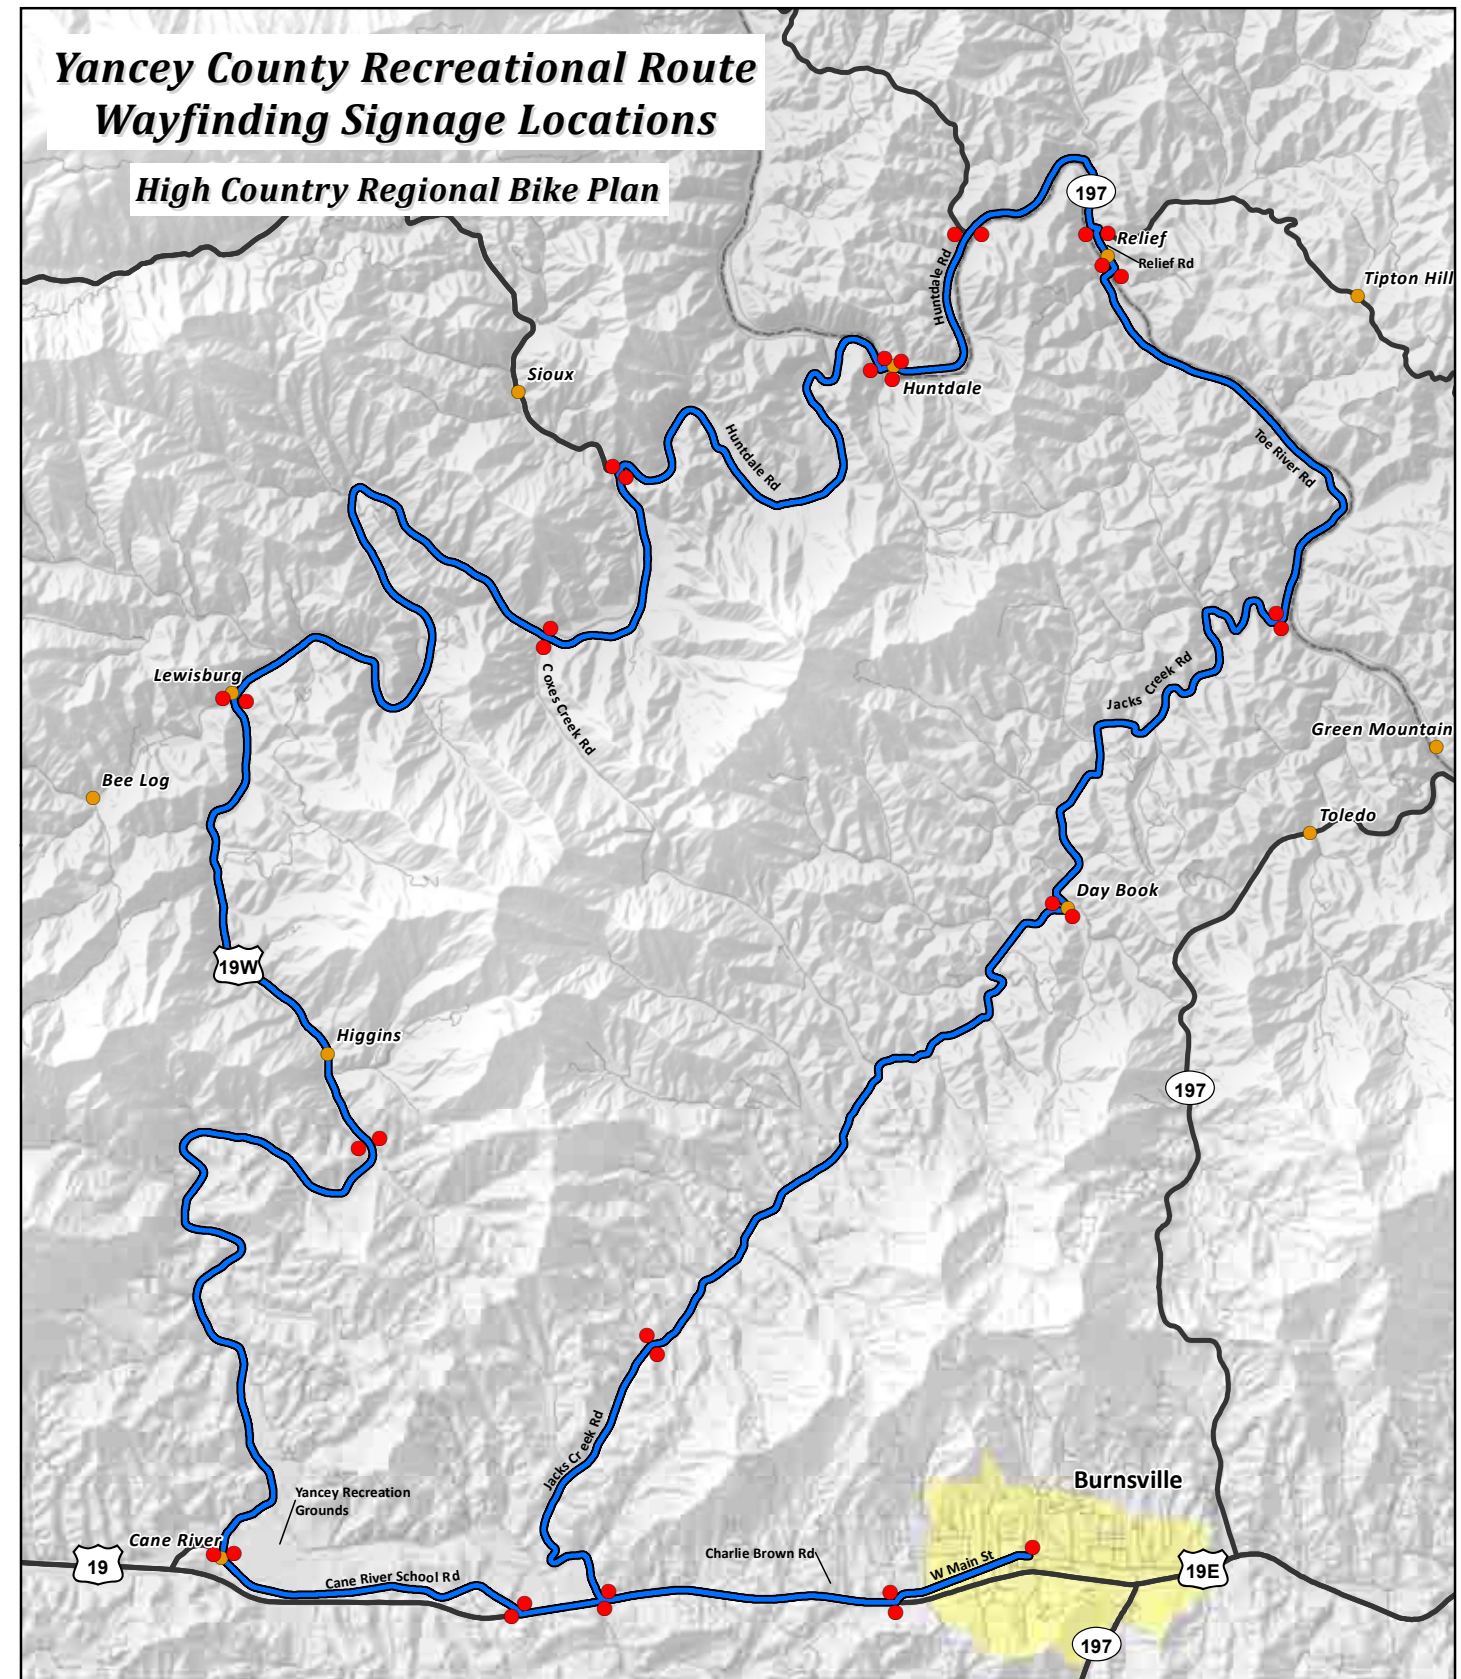 Yancey County Recreational Route
Wayfinding Signage Locations
High Country Regional Bike Plan
197
Relief
Relief Rd
Tipton Hill
Huntdale Rd
Sioux
Huntdale
Huntdale Rd
Toe River Rd
Lewisburg
Coxes Creek Rd
Jacks Creek Rd
Green Mountain
Bee Log
Toledo
Day Book
19W
Higgins
197
Jacks Creek Rd
Burnsville
Yancey Recreation
Grounds
Cane River
19
Cane River School Rd
Charlie Brown Rd
W Main St
19E
197